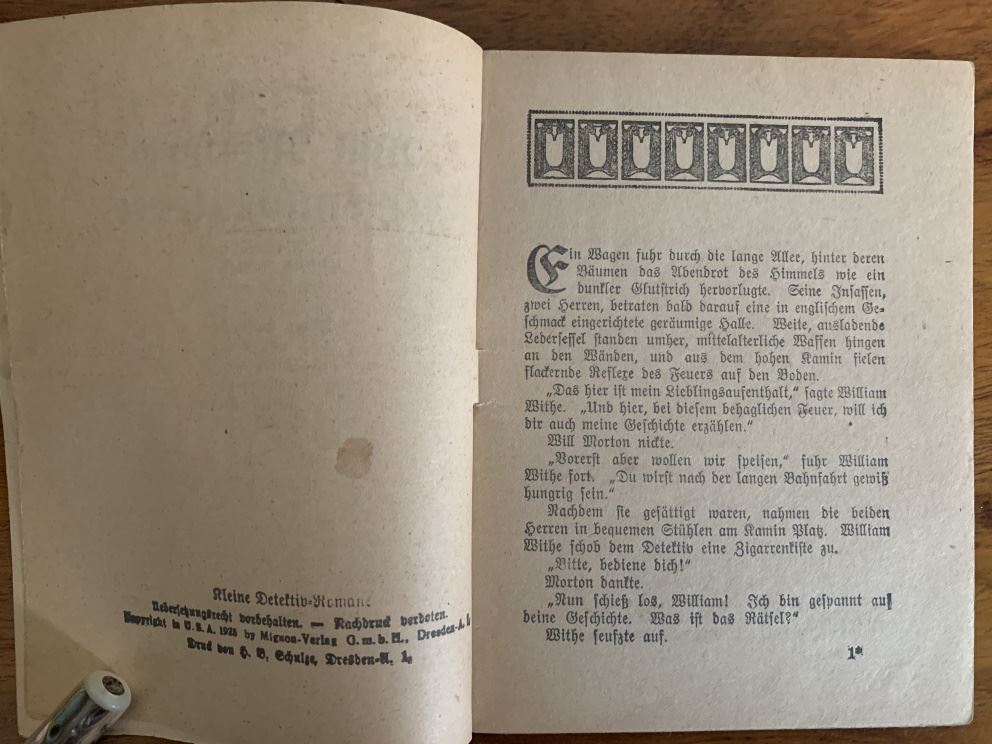 Kleine Detektiv-Romane
Uebersetzungsrecht vorbehalten. — Nachdruck verboten.
Copyright in U. S. A. 1925 by Mignon-Verlag G. m. b. H., Dresden-A. 1.
Druck von H. B. Schulze, Dresden-A. 1.
Ein Wagen fuhr durch die lange Allee, hinter deren
Bäumen das Abendrot des Himmels wie ein
dunkler Glutstrich hervorlugte. Seine Insassen,
zwei Herren, betraten bald darauf eine in englischem Ge-
schmack eingerichtete geräumige Halle. Weite, ausladende
Ledersessel standen umher, mittelalterliche Waffen hingen
an den Wänden, und aus dem hohen Kamin fielen
flackernde Reflexe des Feuers auf den Boden.
„Das hier ist mein Lieblingsaufenthalt,“ sagte William
Withe. „Und hier, bei diesem behaglichen Feuer, will ich
dir auch meine Geschichte erzählen.“
Will Morton nickte.
„Vorerst aber wollen wir speisen,“ fuhr William
Withe fort. „Du wirst nach der langen Bahnfahrt gewiß
hungrig sein.“
Nachdem sie gesättigt waren, nahmen die beiden
Herren in bequemen Stühlen am Kamin Platz. William
Withe schob dem Detektiv eine Zigarrenkiste zu.
„Bitte, bediene dich!“
Morton dankte.
„Nun schieß los, William! Ich bin gespannt auf
deine Geschichte. Was ist das Rätsel?“
Withe seufzte auf.
1*